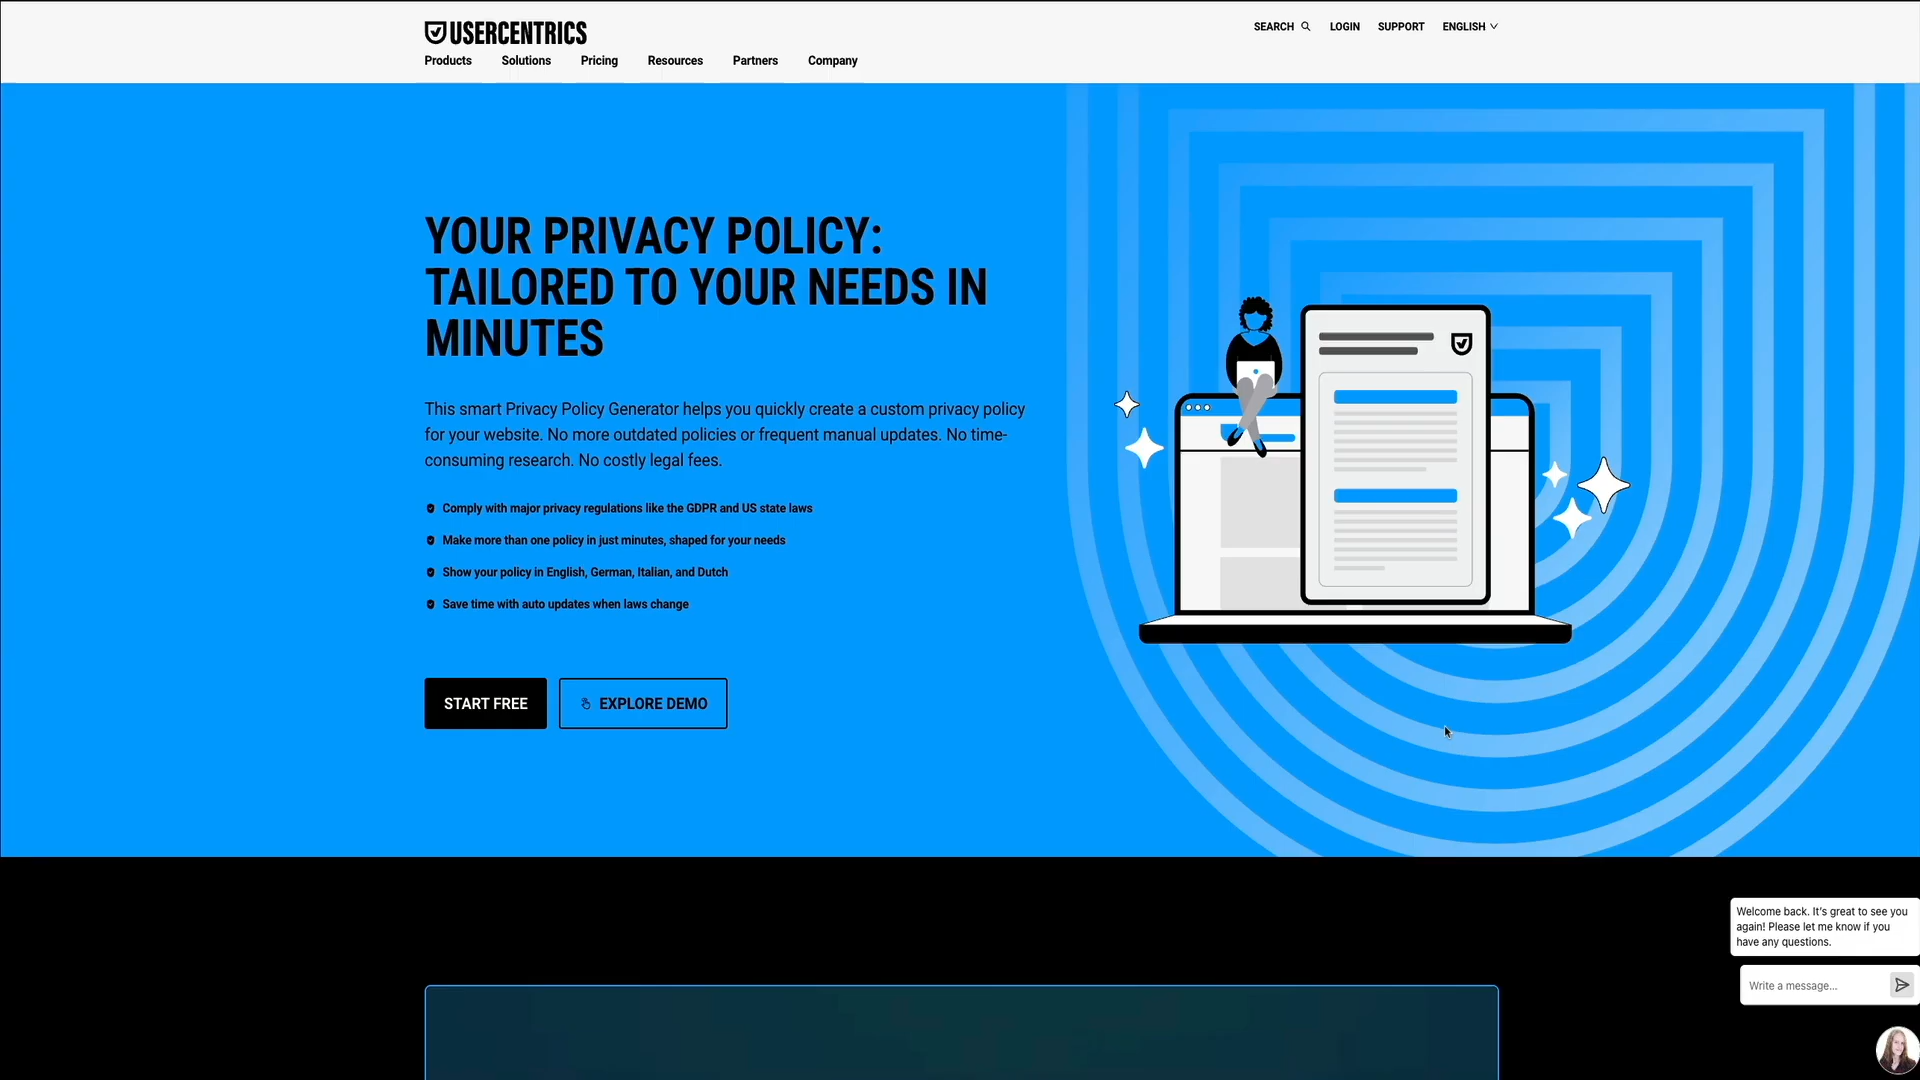 USERCENTRICS
SEARCH LOGIN SUPPORT ENGLISH
Products Solutions Pricing Resources Partners Company
YOUR PRIVACY POLICY:
TAILORED TO YOUR NEEDS IN
MINUTES
This smart Privacy Policy Generator helps you quickly create a custom privacy policy
for your website. No more outdated policies or frequent manual updates. No time-
consuming research. No costly legal fees.
Comply with major privacy regulations like the GDPR and US state laws
Make more than one policy in just minutes, shaped for your needs
Show your policy in English, German, Italian, and Dutch
Save time with auto updates when laws change
START FREE
EXPLORE DEMO
Welcome back. It's great to see you
again! Please let me know if you
have any questions.
Write a message...